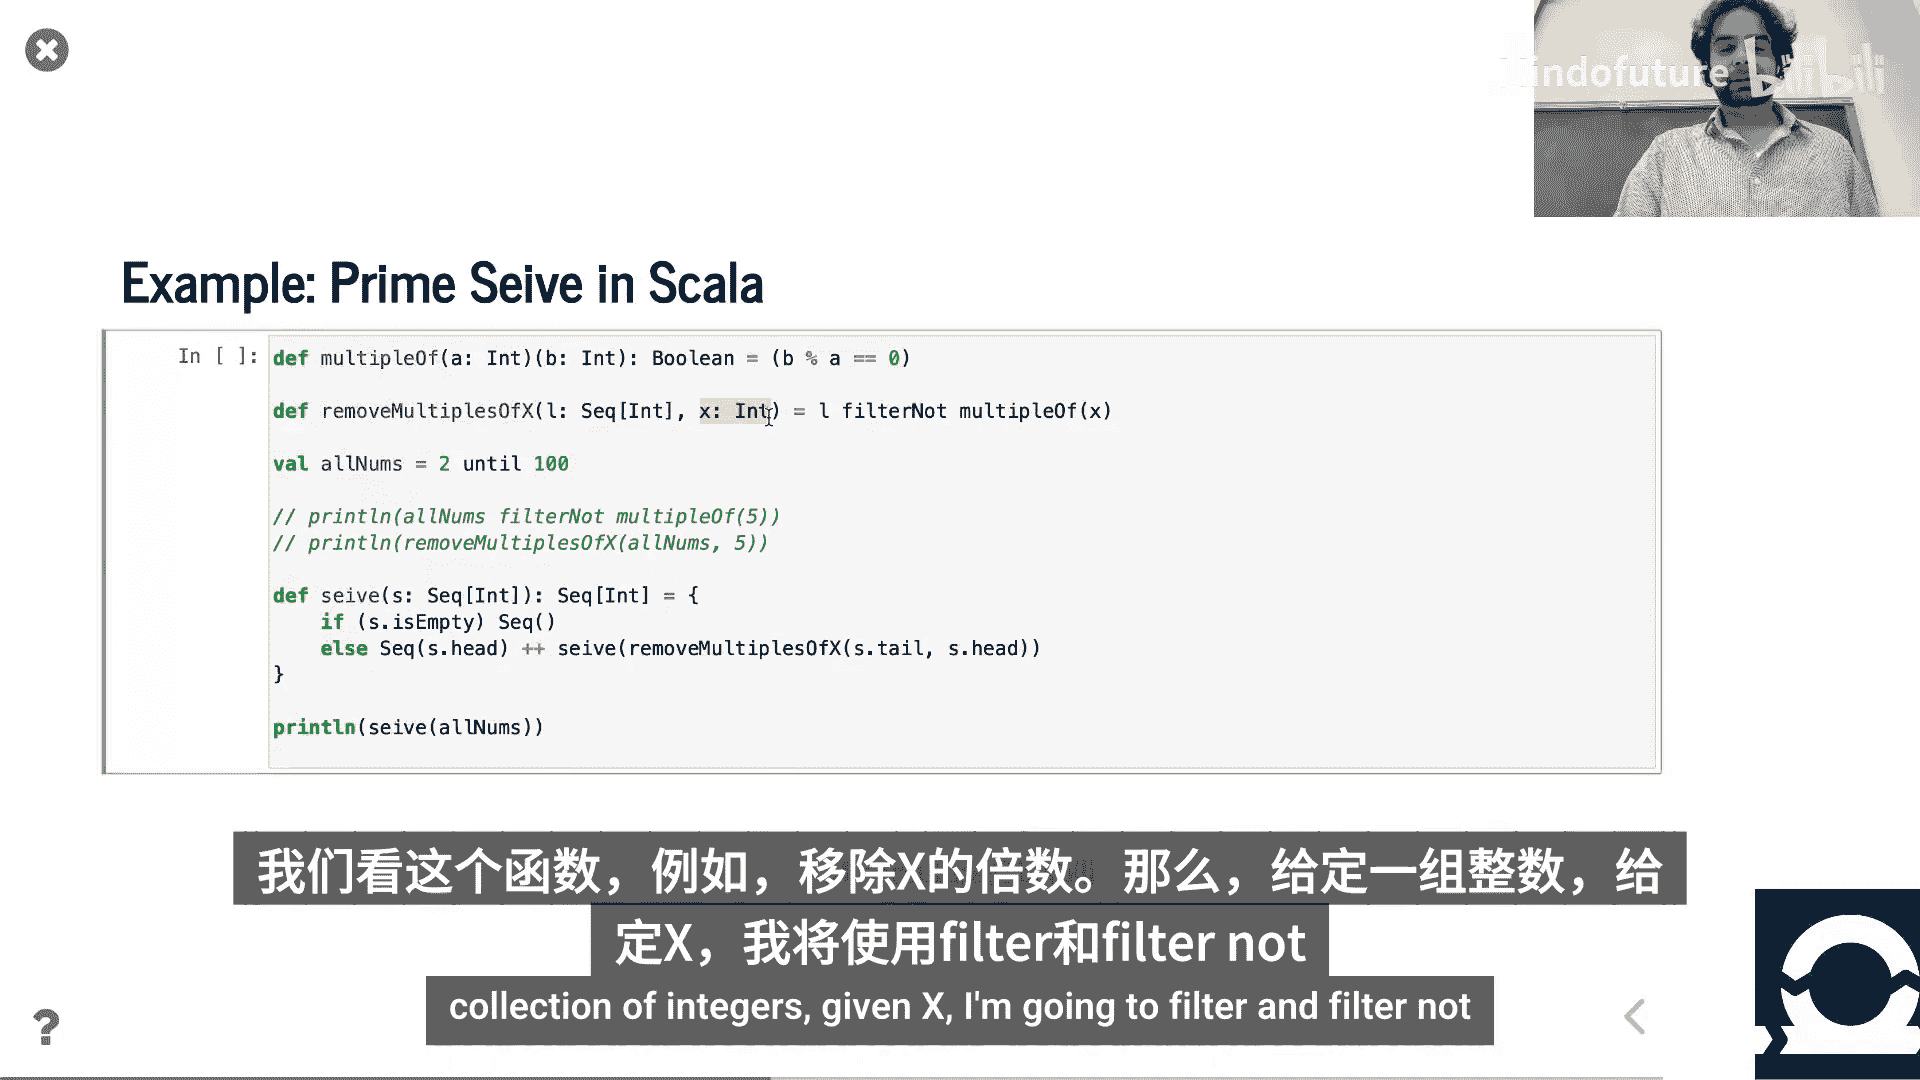 indofuture bilibili
Example: Prime Seive in Scala
In [ ]:
def multipleOf(a: Int)(b: Int): Boolean = (b % a == 0)
def removeMultiplesOfX(l: Seq[Int], x: Int) = l filterNot multipleOf(x)
val allNums = 2 until 100
// println(allNums filterNot multipleOf(5))
// println(removeMultiplesOfX(allNums, 5))
def seive(s: Seq[Int]): Seq[Int] = {
    if (s.isEmpty) Seq()
    else Seq(s.head) ++ seive(removeMultiplesOfX(s.tail, s.head))
}
println(seive(allNums))
我们看这个函数，例如，移除X的倍数。那么，给定一组整数，给
定X，我将使用filter和filter not
collection of integers, given X, I'm going to filter and filter not
?